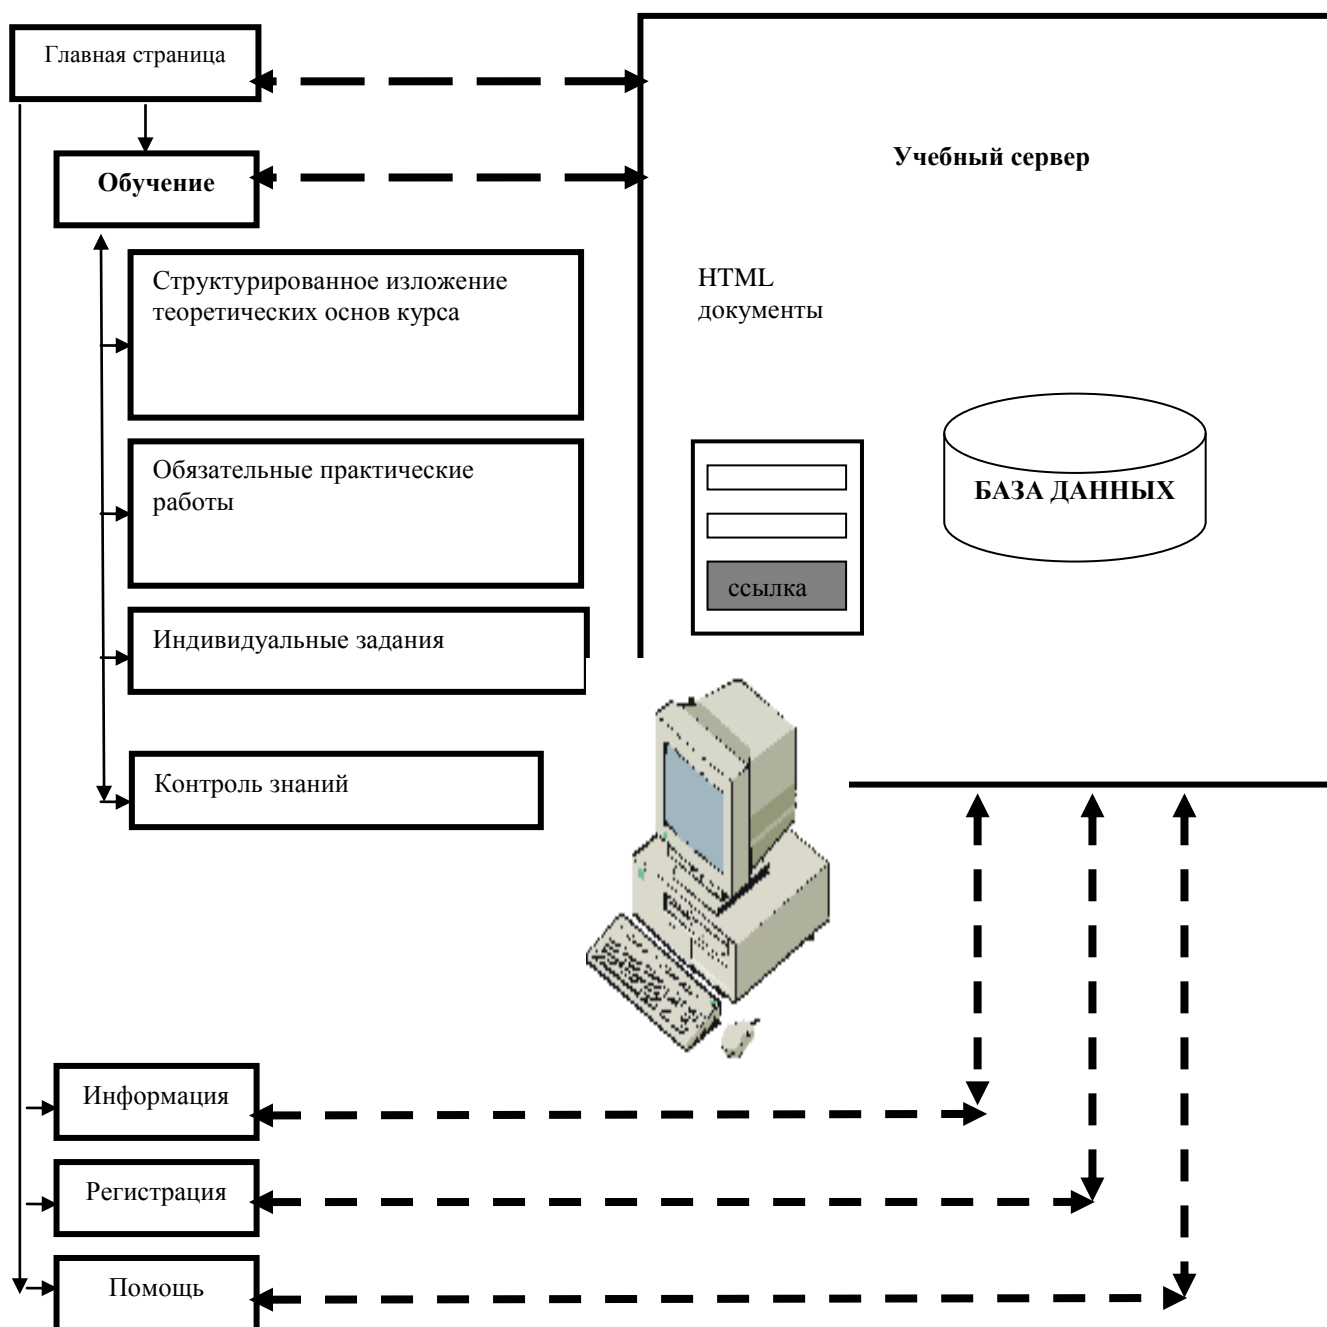 Главная страница
Обучение
Структурированное изложение
теоретических основ курса
Обязательные практические
работы
Индивидуальные задания
Контроль знаний
Учебный сервер
HTML
документы
ссылка
БАЗА ДАННЫХ
Информация
Регистрация
Помощь